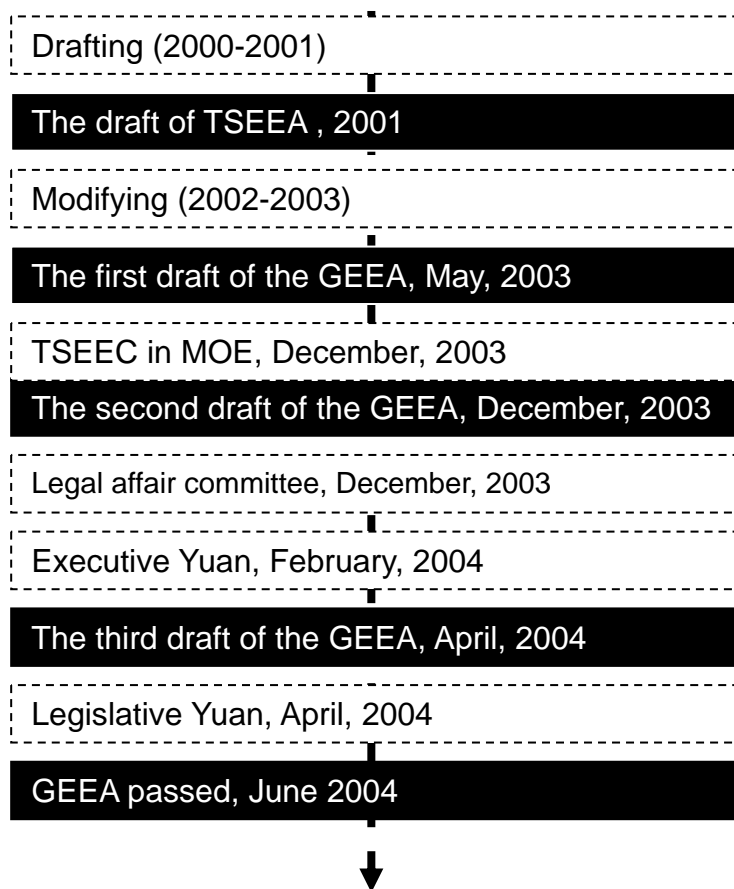 Drafting (2000-2001)
The draft of TSEEA , 2001
Modifying (2002-2003)
The first draft of the GEEA, May, 2003
TSEEC in MOE, December, 2003
The second draft of the GEEA, December, 2003
Legal affair committee, December, 2003
Executive Yuan, February, 2004
The third draft of the GEEA, April, 2004
Legislative Yuan, April, 2004
GEEA passed, June 2004